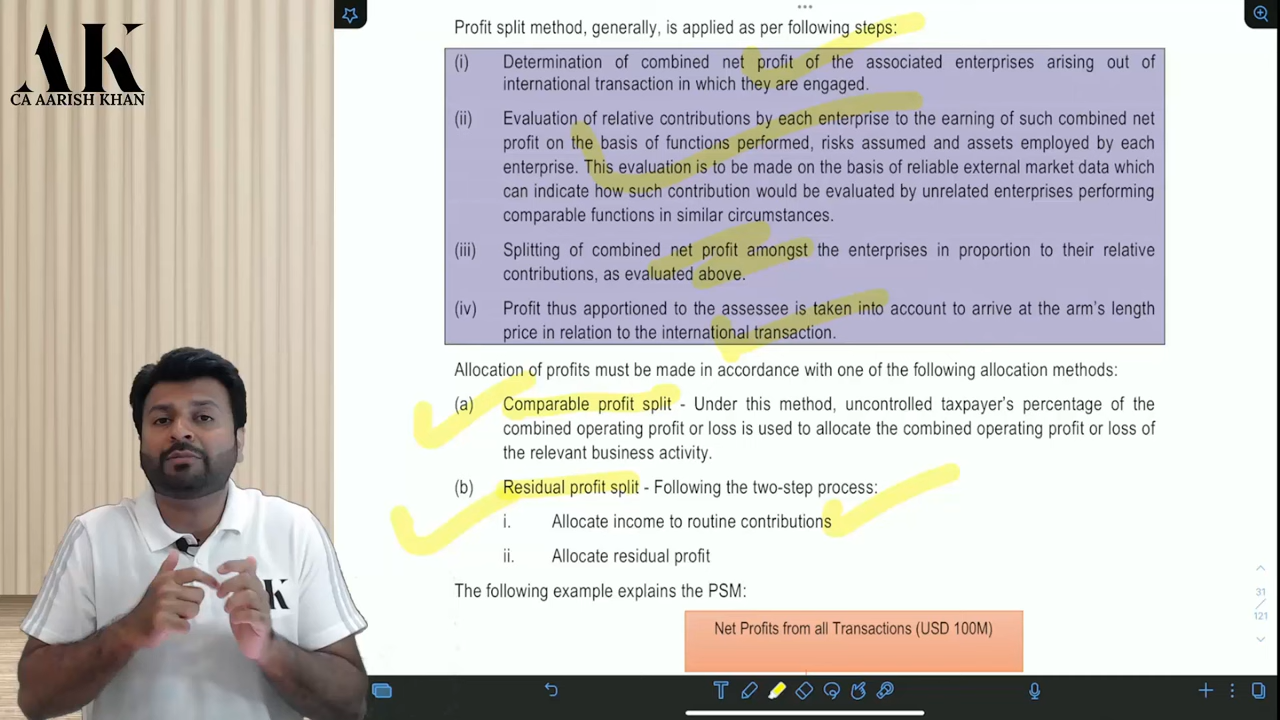 AK
CA AARISH KHAN
Profit split method, generally, is applied as per following steps:
(i) Determination of combined net profit of the associated enterprises arising out of
international transaction in which they are engaged.
(ii) Evaluation of relative contributions by each enterprise to the earning of such combined net
profit on the basis of functions performed, risks assumed and assets employed by each
enterprise. This evaluation is to be made on the basis of reliable external market data which
can indicate how such contribution would be evaluated by unrelated enterprises performing
comparable functions in similar circumstances.
(iii) Splitting of combined net profit amongst the enterprises in proportion to their relative
contributions, as evaluated above.
(iv) Profit thus apportioned to the assessee is taken into account to arrive at the arm's length
price in relation to the international transaction.
Allocation of profits must be made in accordance with one of the following allocation methods:
(a) Comparable profit split - Under this method, uncontrolled taxpayer's percentage of the
combined operating profit or loss is used to allocate the combined operating profit or loss of
the relevant business activity.
(b) Residual profit split - Following the two-step process:
i. Allocate income to routine contributions
ii. Allocate residual profit
The following example explains the PSM:
Net Profits from all Transactions (USD 100M)
31
/
121
T